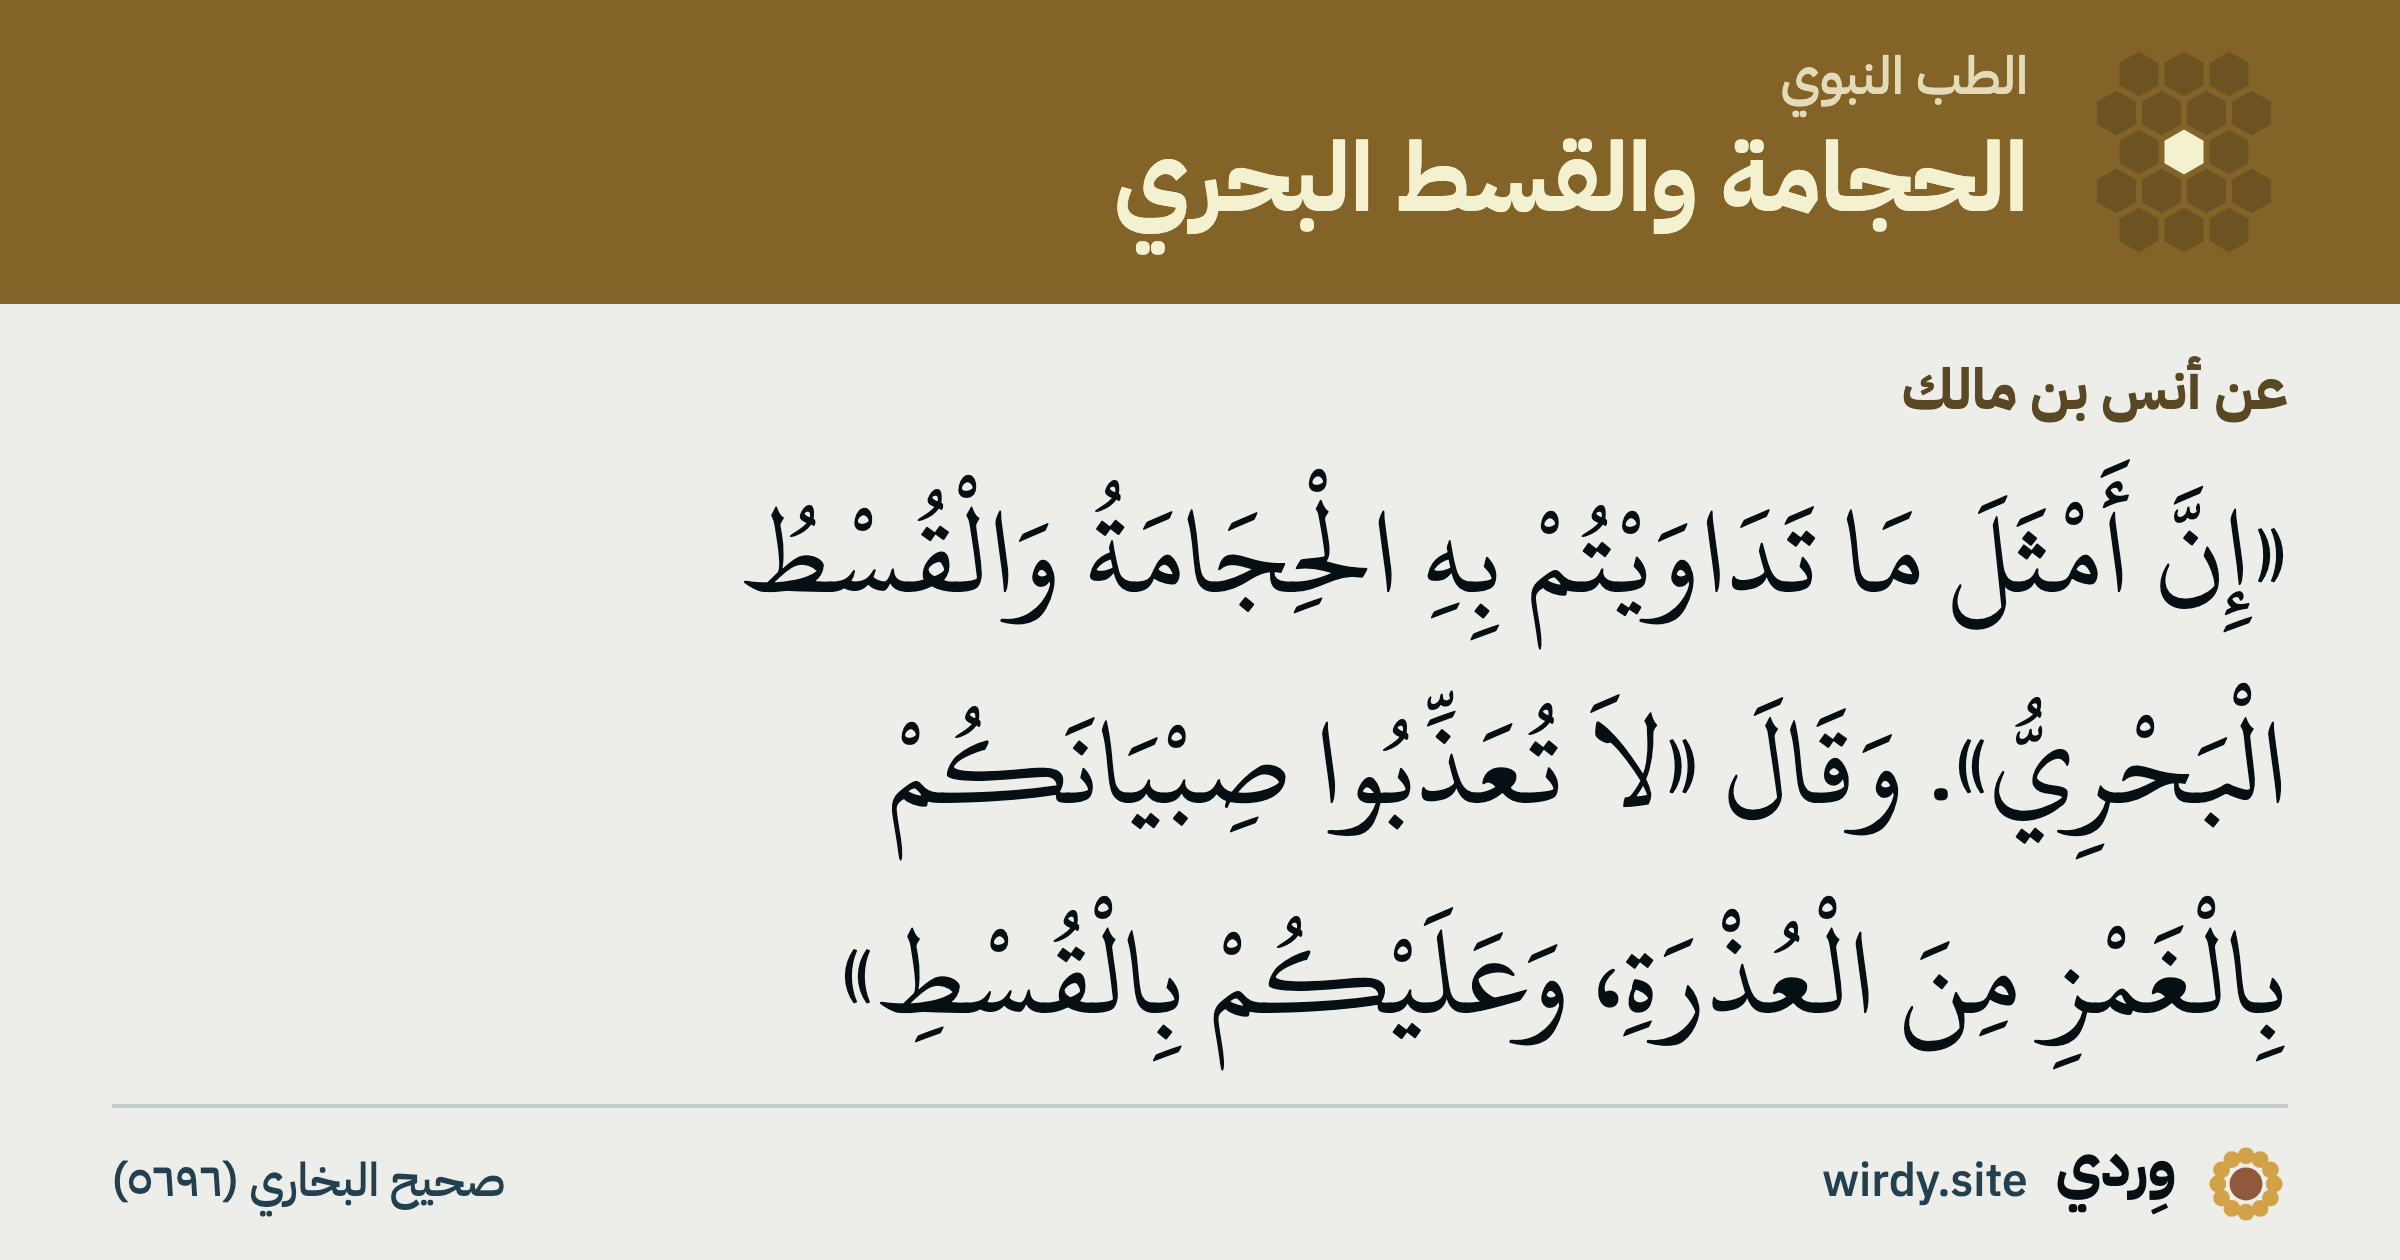 الطب النبوي
الحجامة والقسط البحري
عن أنس بن مالك
«إِنَّ أَمْثَلَ مَا تَدَاوَيْتُمْ بِهِ الْحِجَامَةُ وَالْقُسْطُ
الْبَحْرِيُّ». وَقَالَ «لاَ تُعَذِّبُوا صِبْيَانَكُمْ
بِالْغَمْزِ مِنَ الْعُذْرَةِ، وَعَلَيْكُمْ بِالْقُسْطِ»
وِردي wirdy.site
صحيح البخاري (٥٦٩٦)